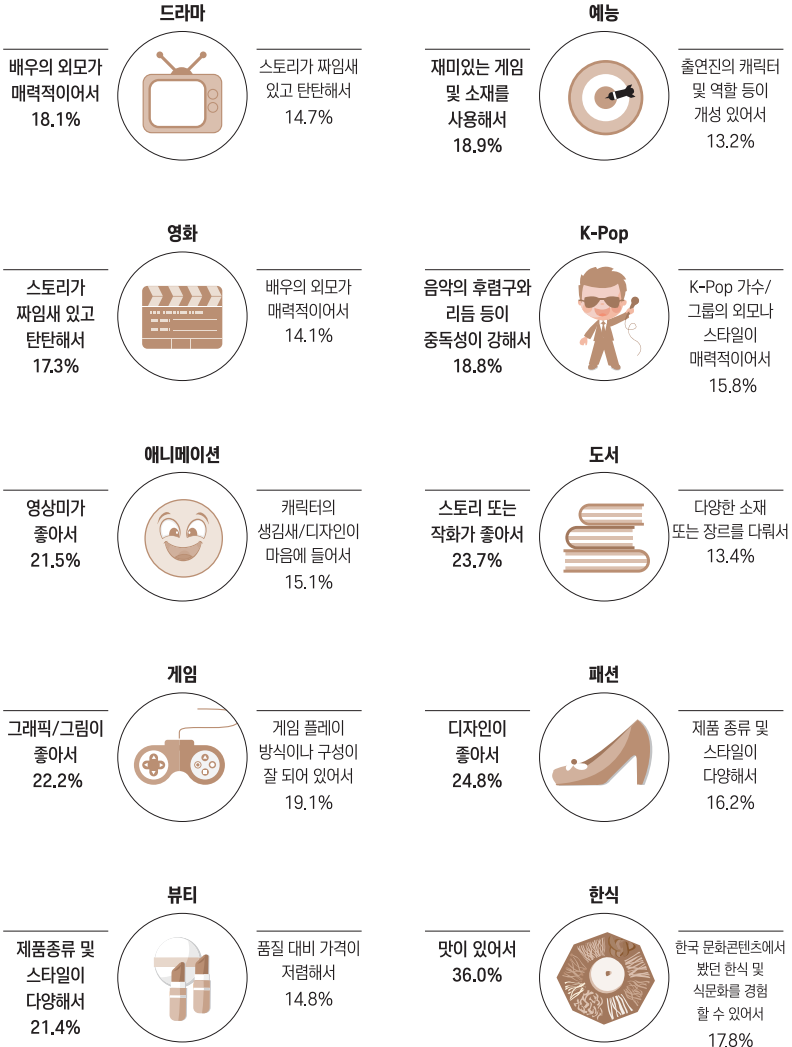 드라마
배우의 외모가
매력적이어서
18.1%
스토리가 짜임새
있고 탄탄해서
14.7%
예능
재미있는 게임
및 소재를
사용해서
18.9%
출연진의 캐릭터
및 역할 등이
개성 있어서
13.2%
영화
스토리가
짜임새 있고
탄탄해서
17.3%
배우의 외모가
매력적이어서
14.1%
K-Pop
음악의 후렴구와
리듬 등이
중독성이 강해서
18.8%
K-Pop 가수/
그룹의 외모나
스타일이
매력적이어서
15.8%
애니메이션
영상미가
좋아서
21.5%
캐릭터의
생김새/디자인이
마음에 들어서
15.1%
도서
스토리 또는
작화가 좋아서
23.7%
다양한 소재
또는 장르를 다뤄서
13.4%
게임
그래픽/그림이
좋아서
22.2%
게임 플레이
방식이나 구성이
잘 되어 있어서
19.1%
패션
디자인이
좋아서
24.8%
제품 종류 및
스타일이
다양해서
16.2%
뷰티
제품종류 및
스타일이
다양해서
21.4%
품질 대비 가격이
저렴해서
14.8%
한식
맛이 있어서
36.0%
한국 문화콘텐츠에서
봤던 한식 및
식문화를 경험
할 수 있어서
17.8%